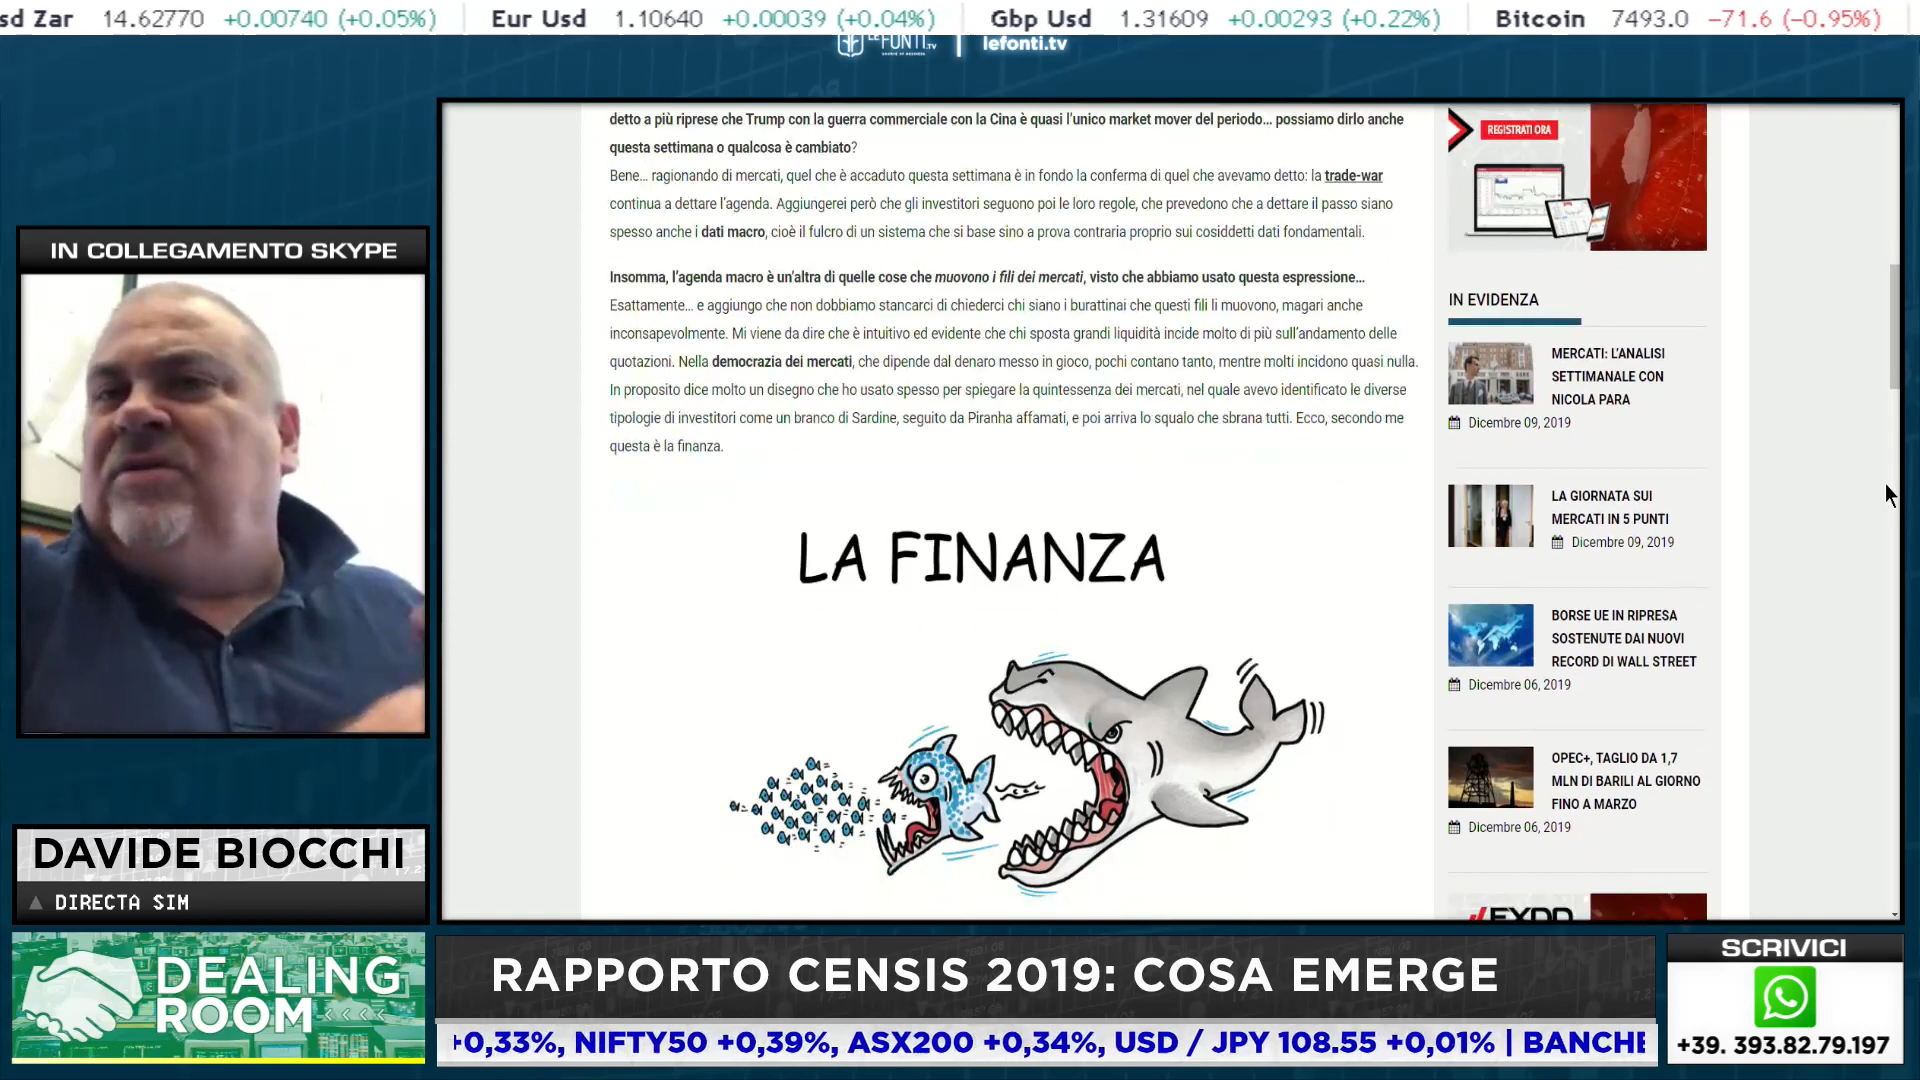 sd Zar 14.62770 +0.00740 (+0.05%) Eur Usd 1.10640 +0.00039 (+0.04%) Gbp Usd 1.31609 +0.00293 (+0.22%) Bitcoin 7493.0 −71.6 (−0.95%)
LEFONTI.TV lefonti.tv
IN COLLEGAMENTO SKYPE
detto a più riprese che Trump con la guerra commerciale con la Cina è quasi l'unico market mover del periodo… possiamo dirlo anche
questa settimana o qualcosa è cambiato?
Bene… ragionando di mercati, quel che è accaduto questa settimana è in fondo la conferma di quel che avevamo detto: la trade-war
continua a dettare l'agenda. Aggiungerei però che gli investitori seguono poi le loro regole, che prevedono che a dettare il passo siano
spesso anche i dati macro, cioè il fulcro di un sistema che si base sino a prova contraria proprio sui cosiddetti dati fondamentali.
Insomma, l'agenda macro è un'altra di quelle cose che muovono i fili dei mercati, visto che abbiamo usato questa espressione…
Esattamente… e aggiungo che non dobbiamo stancarci di chiederci chi siano i burattinai che questi fili li muovono, magari anche
inconsapevolmente. Mi viene da dire che è intuitivo ed evidente che chi sposta grandi liquidità incide molto di più sull'andamento delle
quotazioni. Nella democrazia dei mercati, che dipende dal denaro messo in gioco, pochi contano tanto, mentre molti incidono quasi nulla.
In proposito dice molto un disegno che ho usato spesso per spiegare la quintessenza dei mercati, nel quale avevo identificato le diverse
tipologie di investitori come un branco di Sardine, seguito da Piranha affamati, e poi arriva lo squalo che sbrana tutti. Ecco, secondo me
questa è la finanza.
LA FINANZA
REGISTRATI ORA
IN EVIDENZA
MERCATI: L'ANALISI
SETTIMANALE CON
NICOLA PARA
Dicembre 09, 2019
LA GIORNATA SUI
MERCATI IN 5 PUNTI
Dicembre 09, 2019
BORSE UE IN RIPRESA
SOSTENUTE DAI NUOVI
RECORD DI WALL STREET
Dicembre 06, 2019
OPEC+, TAGLIO DA 1,7
MLN DI BARILI AL GIORNO
FINO A MARZO
Dicembre 06, 2019
DAVIDE BIOCCHI
DIRECTA SIM
DEALING
ROOM
RAPPORTO CENSIS 2019: COSA EMERGE
+0,33%, NIFTY50 +0,39%, ASX200 +0,34%, USD / JPY 108.55 +0,01% | BANCHE
SCRIVICI
+39. 393.82.79.197